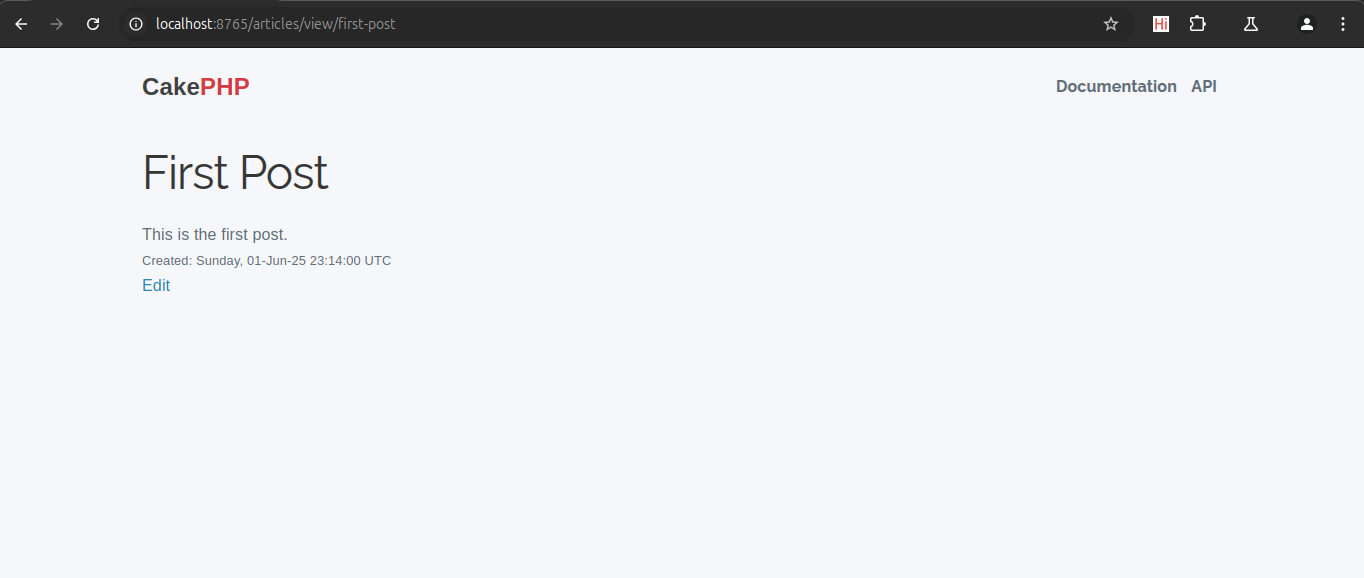 localhost:8765/articles/view/first-post
Hi
CakePHP
Documentation API
First Post
This is the first post.
Created: Sunday, 01-Jun-25 23:14:00 UTC
Edit